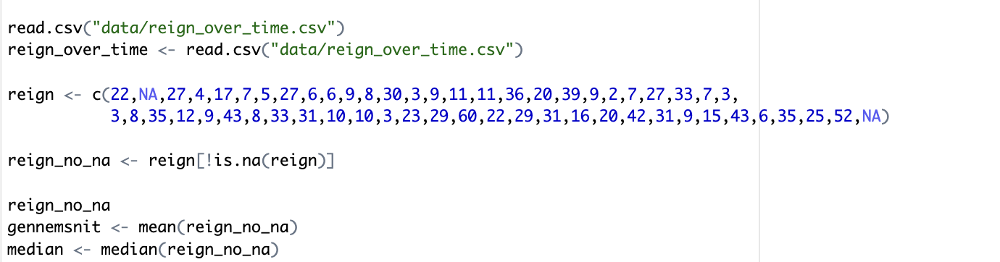 read.csv("data/reign_over_time.csv")
reign_over_time <- read.csv("data/reign_over_time.csv")
reign <- c(22,NA,27,4,17,7,5,27,6,6,9,8,30,3,9,11,11,36,20,39,9,2,7,27,33,7,3,
3,8,35,12,9,43,8,33,31,10,10,3,23,29,60,22,29,31,16,20,42,31,9,15,43,6,35,25,52,NA)
reign_no_na <- reign[!is.na(reign)]
reign_no_na
gennemsnit <- mean(reign_no_na)
median <- median(reign_no_na)